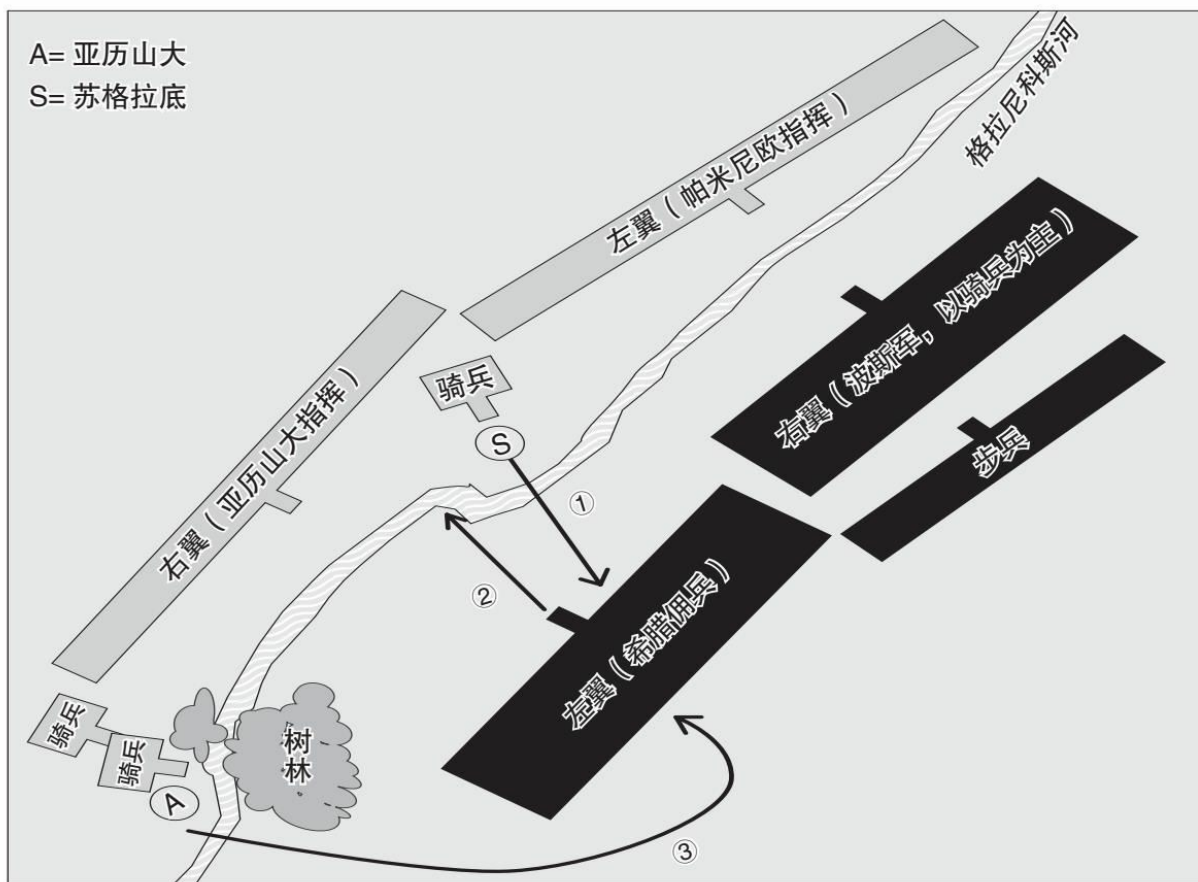 A= 亚历山大
S= 苏格拉底
格拉尼科斯河
左翼（帕米尼欧指挥）
右翼（亚历山大指挥）
骑兵
S
①
②
右翼（波斯军，以骑兵为主）
步兵
左翼（希腊佣兵）
骑兵
骑兵
树林
A
③